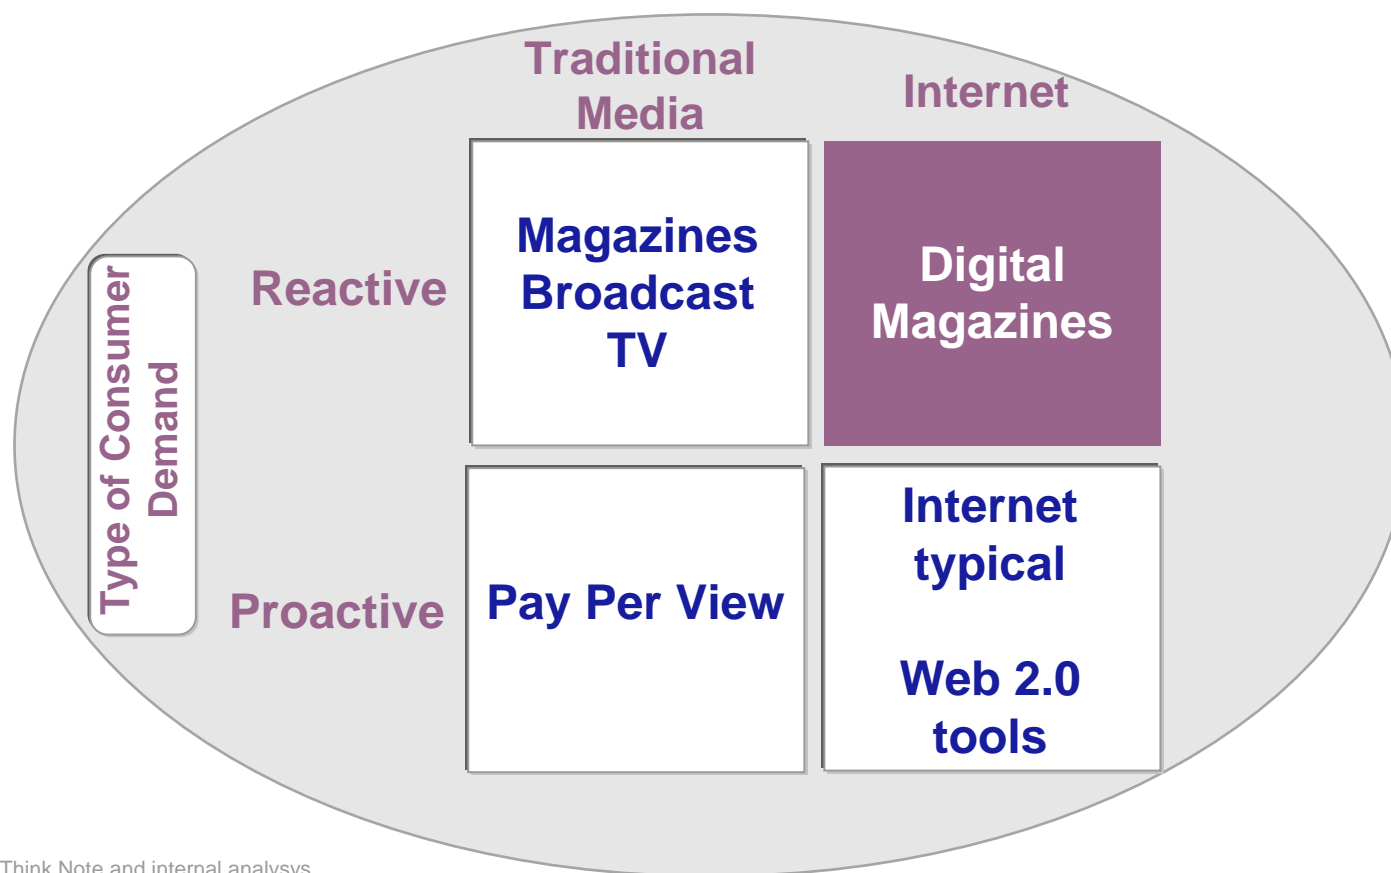 Traditional
Media
Internet
Type of Consumer
Demand
Reactive
Magazines
Broadcast
TV
Digital
Magazines
Proactive
Pay Per View
Internet
typical
Web 2.0
tools
Think Note and internal analysys